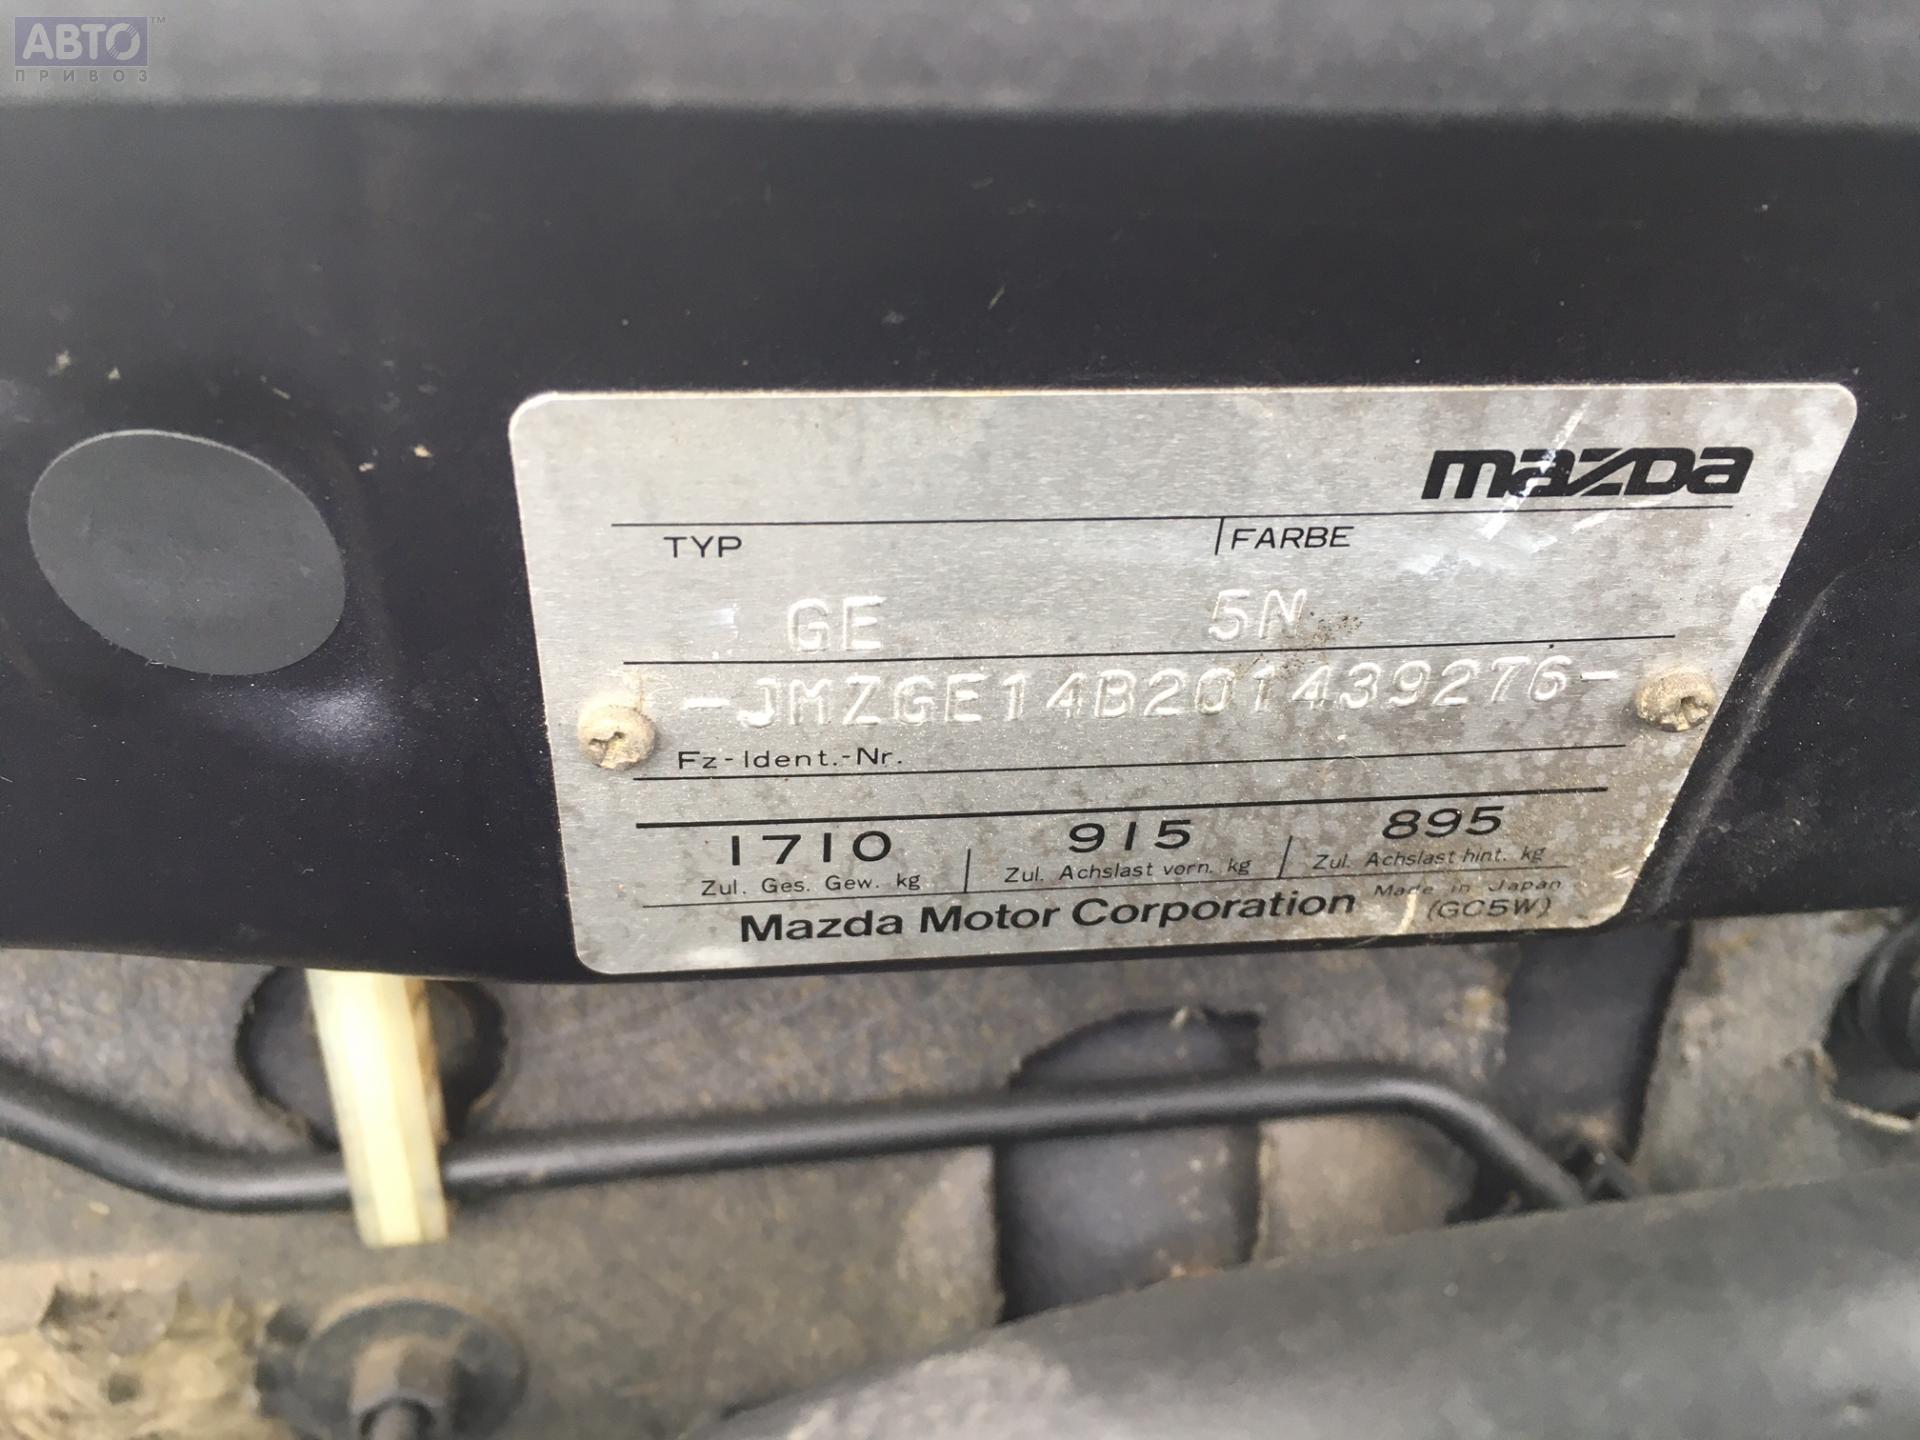 АВТО™
ПРИВОЗ
mazda
TYP FARBE
GE 5N
-JMZGE14B201439276-
Fz-Ident.-Nr.
1710 915 895
Zul. Ges. Gew. kg Zul. Achslast vorn. kg Zul. Achslast hint. kg
Mazda Motor Corporation Made in Japan
(GC5W)